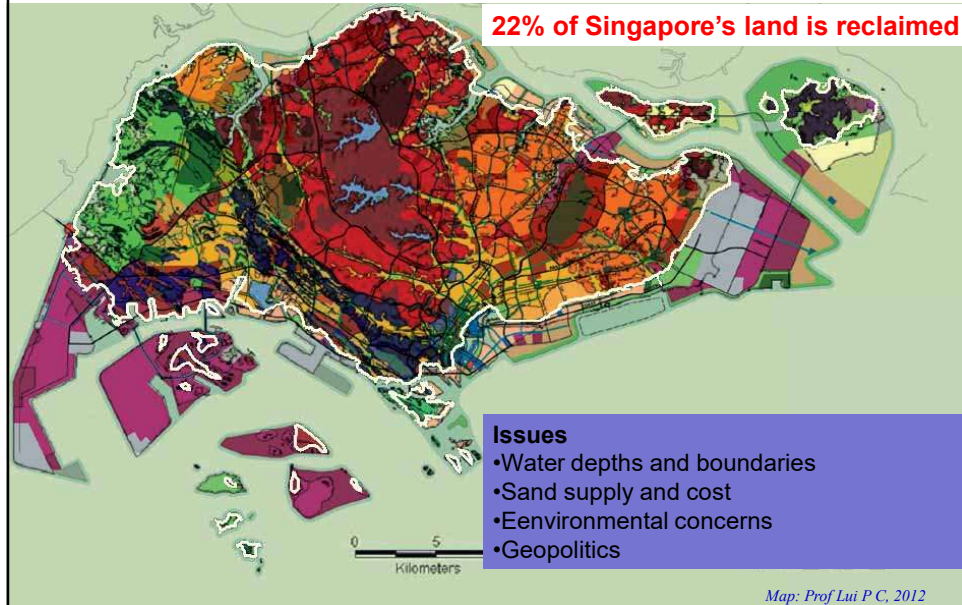 22% of Singapore's land is reclaimed
Issues
•Water depths and boundaries
•Sand supply and cost
•Eenvironmental concerns
•Geopolitics
0 5
Kilometers
Map: Prof Lui P C, 2012